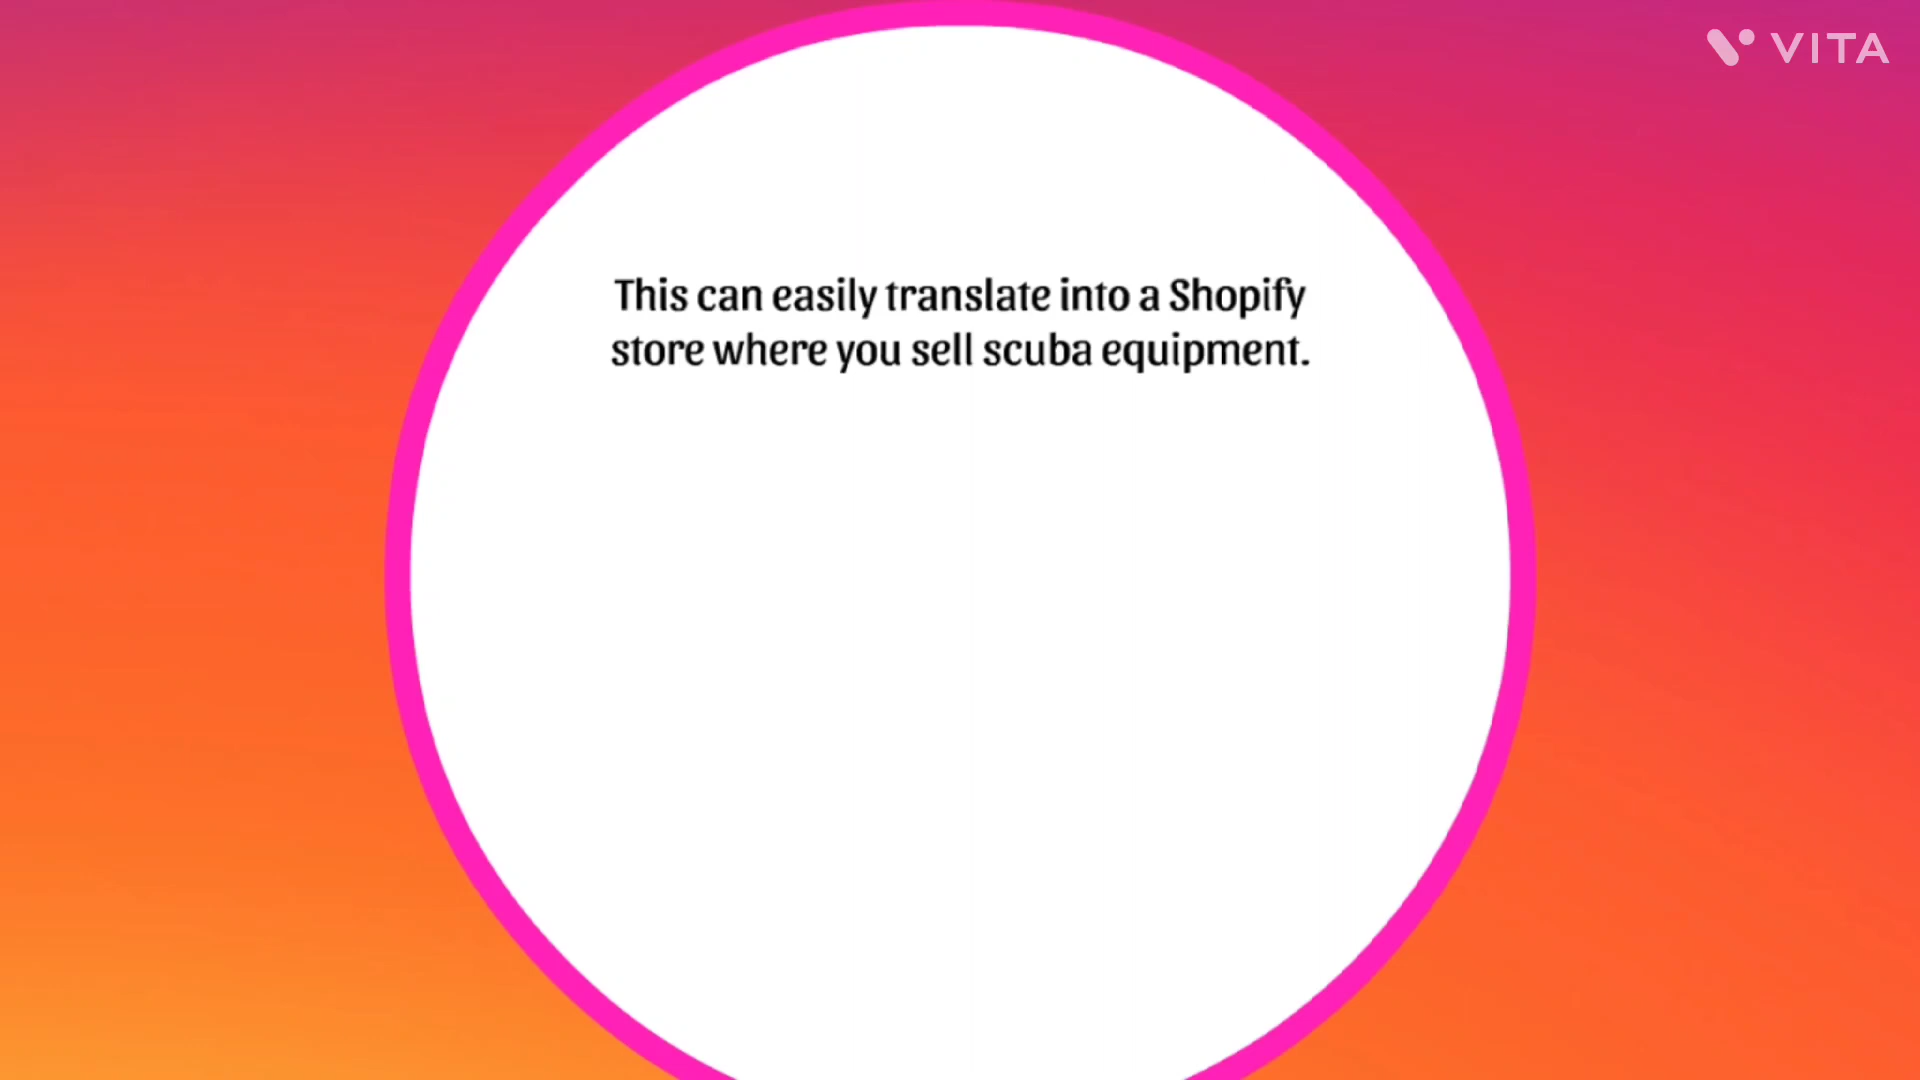 VITA
This can easily translate into a Shopify
store where you sell scuba equipment.